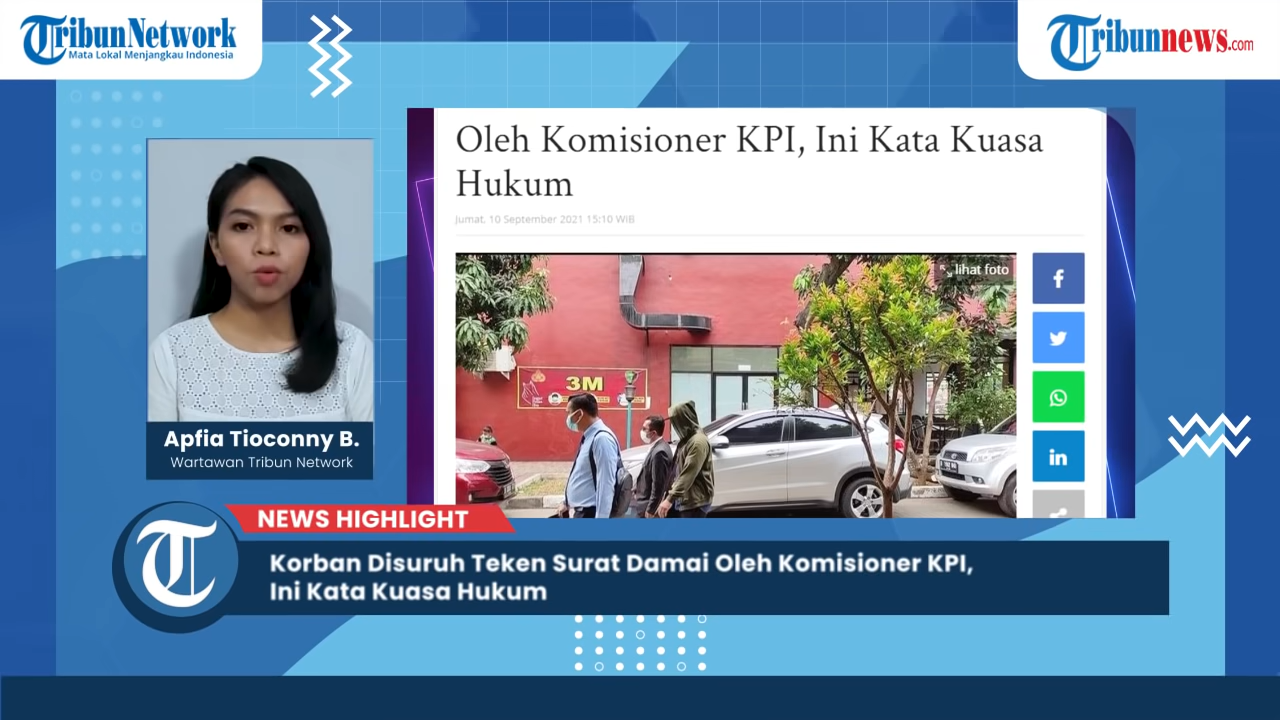 TribunNetwork
Mata Lokal Menjangkau Indonesia
Tribunnews.com
Oleh Komisioner KPI, Ini Kata Kuasa
Hukum
Jumat, 10 September 2021 15:10 WIB
lihat foto
3M
Apfia Tioconny B.
Wartawan Tribun Network
NEWS HIGHLIGHT
Korban Disuruh Teken Surat Damai Oleh Komisioner KPI,
Ini Kata Kuasa Hukum